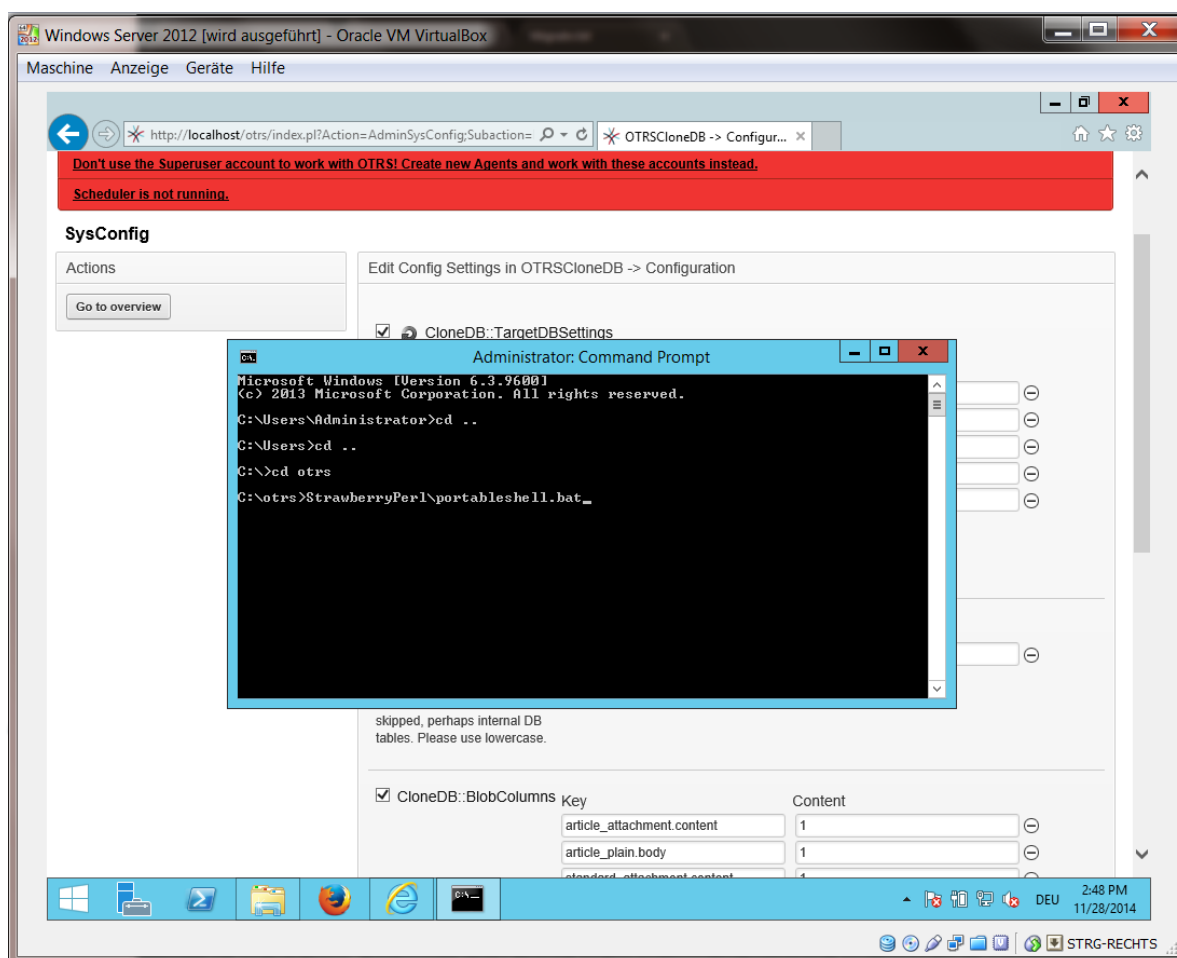 Windows Server 2012 [wird ausgeführt] - Oracle VM VirtualBox
Maschine Anzeige Geräte Hilfe
http://localhost/otrs/index.pl?Action=AdminSysConfig;Subaction=
OTRSCloneDB -> Configur...
Don't use the Superuser account to work with OTRS! Create new Agents and work with these accounts instead.
Scheduler is not running.
SysConfig
Actions
Go to overview
Edit Config Settings in OTRSCloneDB -> Configuration
CloneDB::TargetDBSettings
Administrator: Command Prompt
Microsoft Windows [Version 6.3.9600]
(c) 2013 Microsoft Corporation. All rights reserved.
C:\Users\Administrator>cd ..
C:\Users>cd ..
C:\>cd otrs
C:\otrs>StrawberryPerl\portableshell.bat_
skipped, perhaps internal DB
tables. Please use lowercase.
CloneDB::BlobColumns
Key Content
article_attachment.content 1
article_plain.body 1
standard_attachment.content 1
DEU
2:48 PM
11/28/2014
STRG-RECHTS